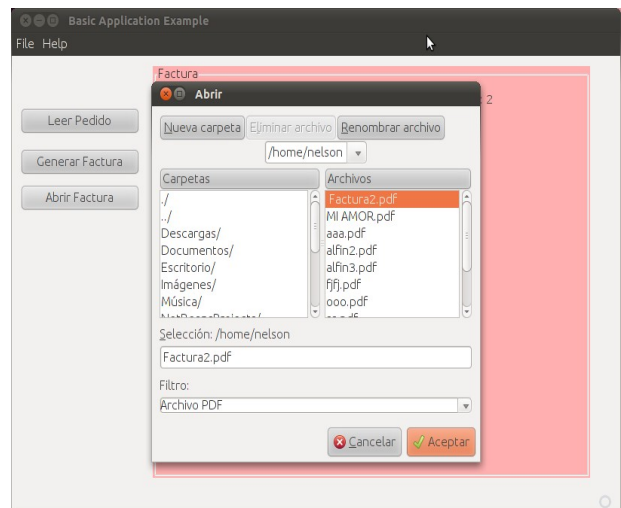 Basic Application Example
File Help
Factura
2
Leer Pedido
Generar Factura
Abrir Factura
Abrir
Nueva carpeta Eliminar archivo Renombrar archivo
/home/nelson
Carpetas
./
../
Descargas/
Documentos/
Escritorio/
Imágenes/
Música/
Archivos
Factura2.pdf
MI AMOR.pdf
aaa.pdf
alfin2.pdf
alfin3.pdf
fjfj.pdf
ooo.pdf
Selección: /home/nelson
Factura2.pdf
Filtro:
Archivo PDF
Cancelar Aceptar